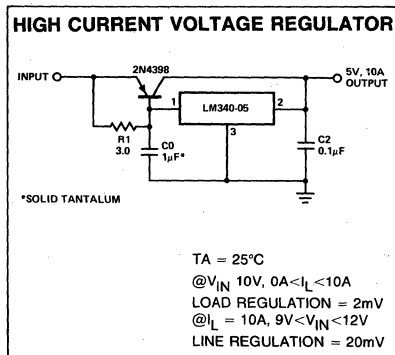 HIGH CURRENT VOLTAGE REGULATOR
2N4398
INPUT
5V, 10A
OUTPUT
1
LM340-05
2
3
R1
3.0
C0
1µF*
C2
0.1µF
*SOLID TANTALUM
TA = 25°C
@VIN 10V, 0A<IL<10A
LOAD REGULATION = 2mV
@IL = 10A, 9V<VIN<12V
LINE REGULATION = 20mV